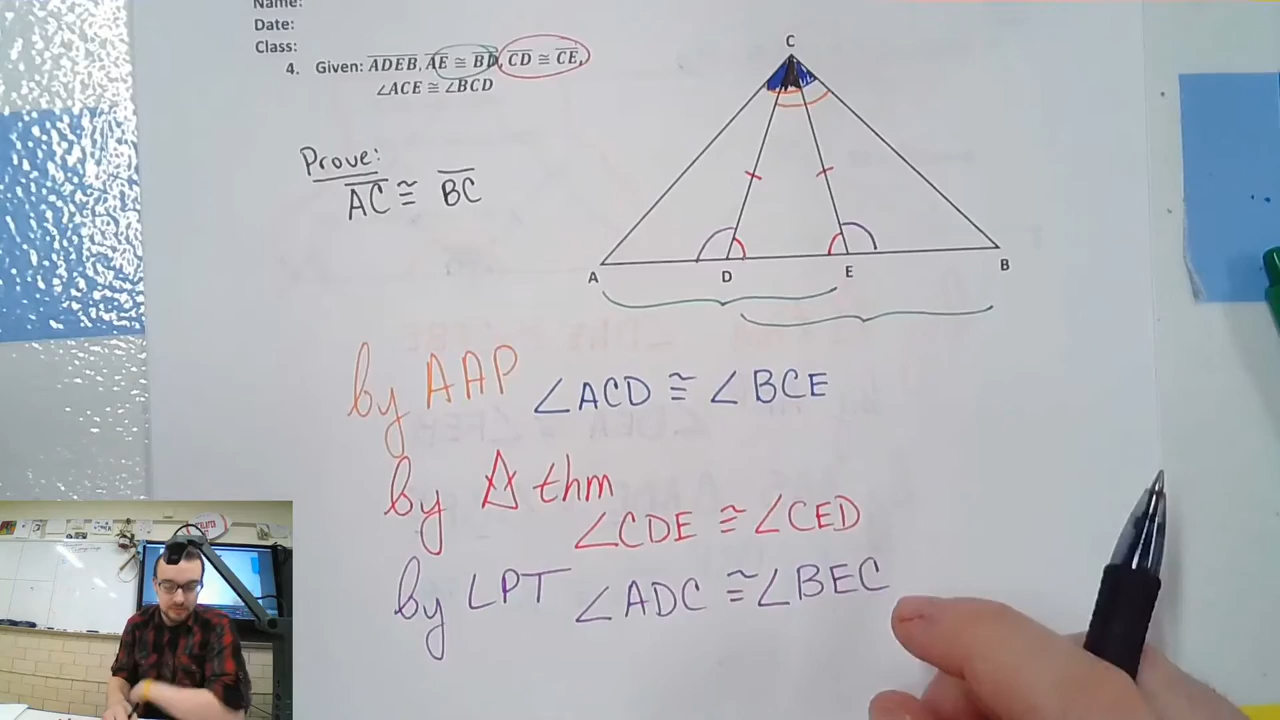 Name:
Date:
Class:
4. Given: ADEB, AE ≅ BD, CD ≅ CE,
∠ACE ≅ ∠BCD
Prove:
AC ≅ BC
C
A
D
E
B
by AAP ∠ACD ≅ ∠BCE
by thm
∠CDE ≅ ∠CED
by LPT ∠ADC ≅ ∠BEC